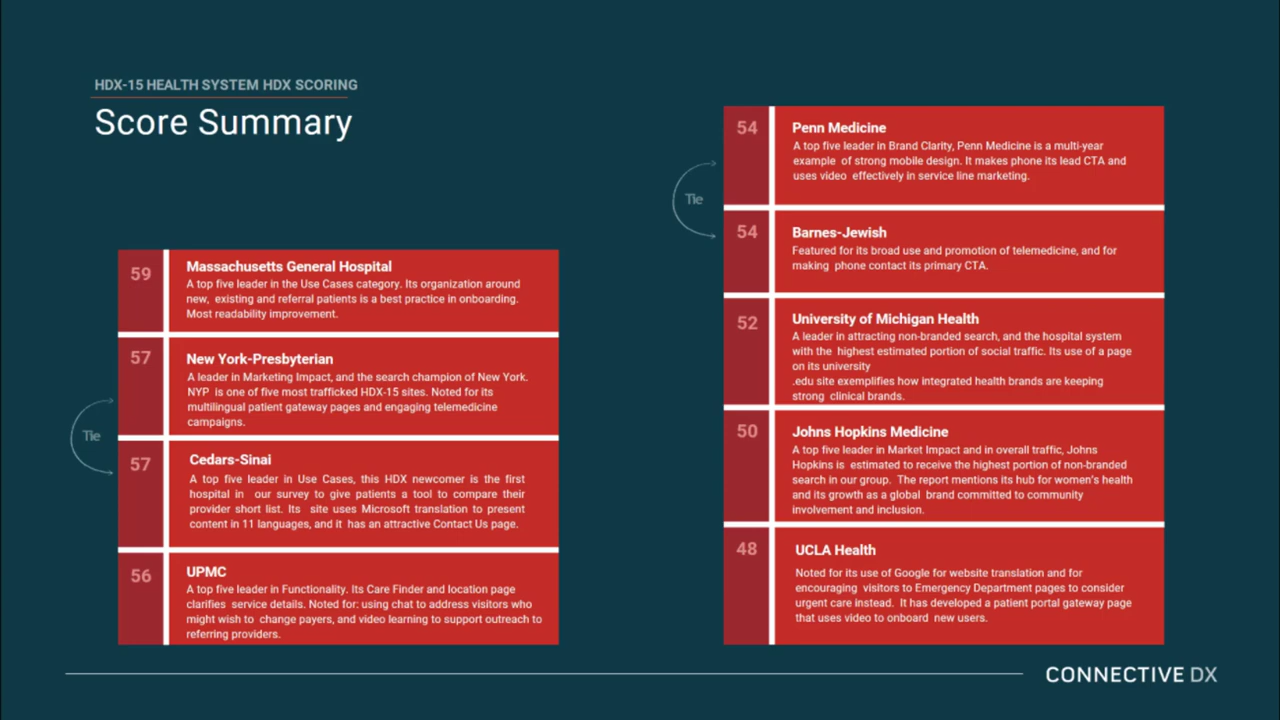 HDX-15 HEALTH SYSTEM HDX SCORING
Score Summary
59
Massachusetts General Hospital
A top five leader in the Use Cases category. Its organization around
new, existing and referral patients is a best practice in onboarding.
Most readability improvement.
57
New York-Presbyterian
A leader in Marketing Impact, and the search champion of New York.
NYP is one of five most trafficked HDX-15 sites. Noted for its
multilingual patient gateway pages and engaging telemedicine
campaigns.
Tie
57
Cedars-Sinai
A top five leader in Use Cases, this HDX newcomer is the first
hospital in our survey to give patients a tool to compare their
provider short list. Its site uses Microsoft translation to present
content in 11 languages, and it has an attractive Contact Us page.
56
UPMC
A top five leader in Functionality. Its Care Finder and location page
clarifies service details. Noted for: using chat to address visitors who
might wish to change payers, and video learning to support outreach to
referring providers.
54
Penn Medicine
A top five leader in Brand Clarity, Penn Medicine is a multi-year
example of strong mobile design. It makes phone its lead CTA and
uses video effectively in service line marketing.
Tie
54
Barnes-Jewish
Featured for its broad use and promotion of telemedicine, and for
making phone contact its primary CTA.
52
University of Michigan Health
A leader in attracting non-branded search, and the hospital system
with the highest estimated portion of social traffic. Its use of a page
on its university
.edu site exemplifies how integrated health brands are keeping
strong clinical brands.
50
Johns Hopkins Medicine
A top five leader in Market Impact and in overall traffic, Johns
Hopkins is estimated to receive the highest portion of non-branded
search in our group. The report mentions its hub for women's health
and its growth as a global brand committed to community
involvement and inclusion.
48
UCLA Health
Noted for its use of Google for website translation and for
encouraging visitors to Emergency Department pages to consider
urgent care instead. It has developed a patient portal gateway page
that uses video to onboard new users.
CONNECTIVE DX